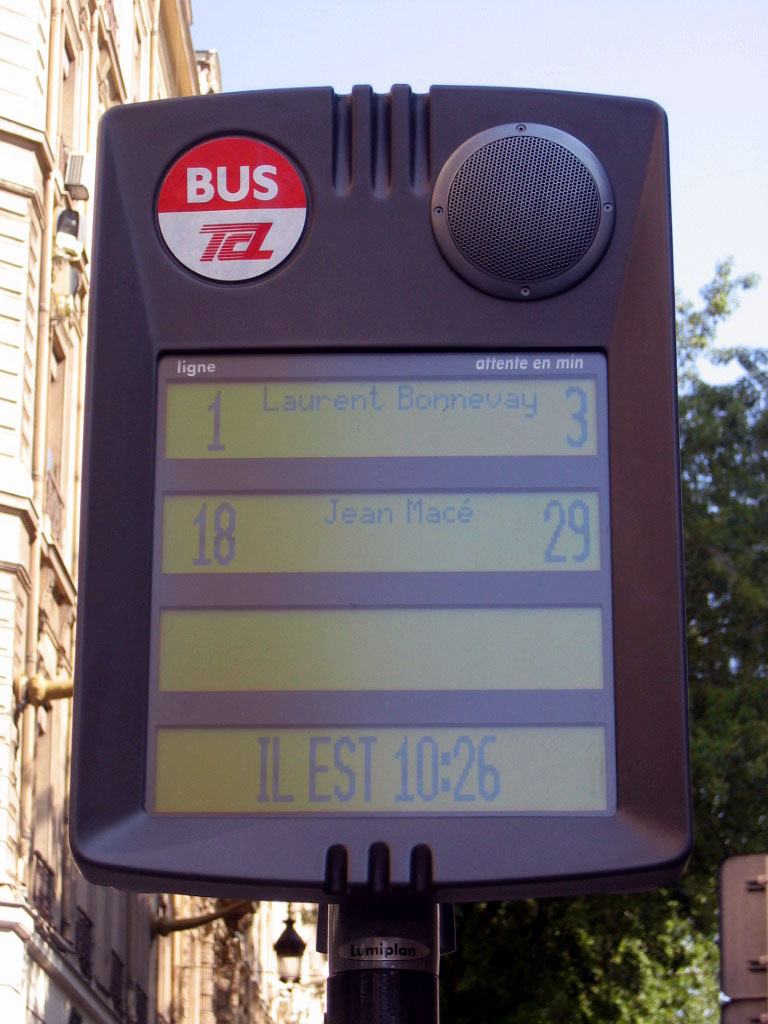 BUS
TCL
ligne attente en min
1 Laurent Bonnevay 3
18 Jean Macé 29
IL EST 10:26
Lumiplan